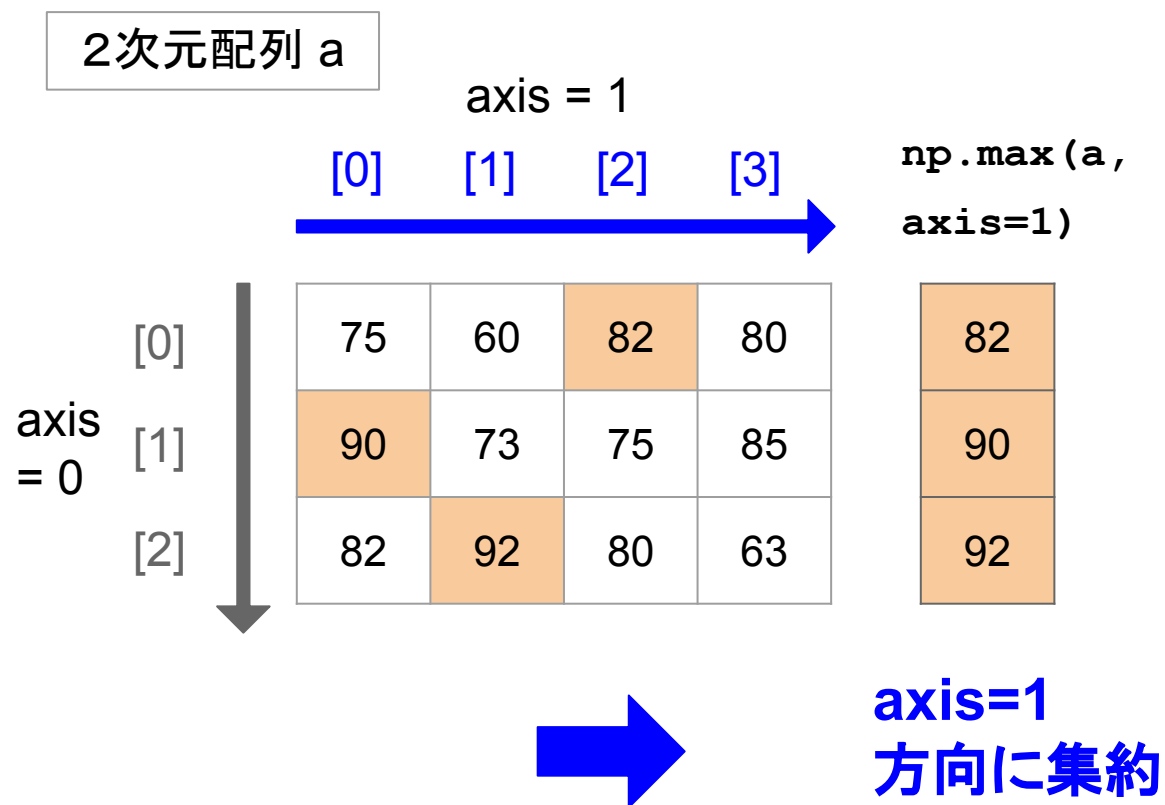 ２次元配列 a
axis = 1
[0] [1] [2] [3]
np.max(a,
axis=1)
axis
= 0
[0] 75 60 82 80 82
[1] 90 73 75 85 90
[2] 82 92 80 63 92
axis=1
方向に集約